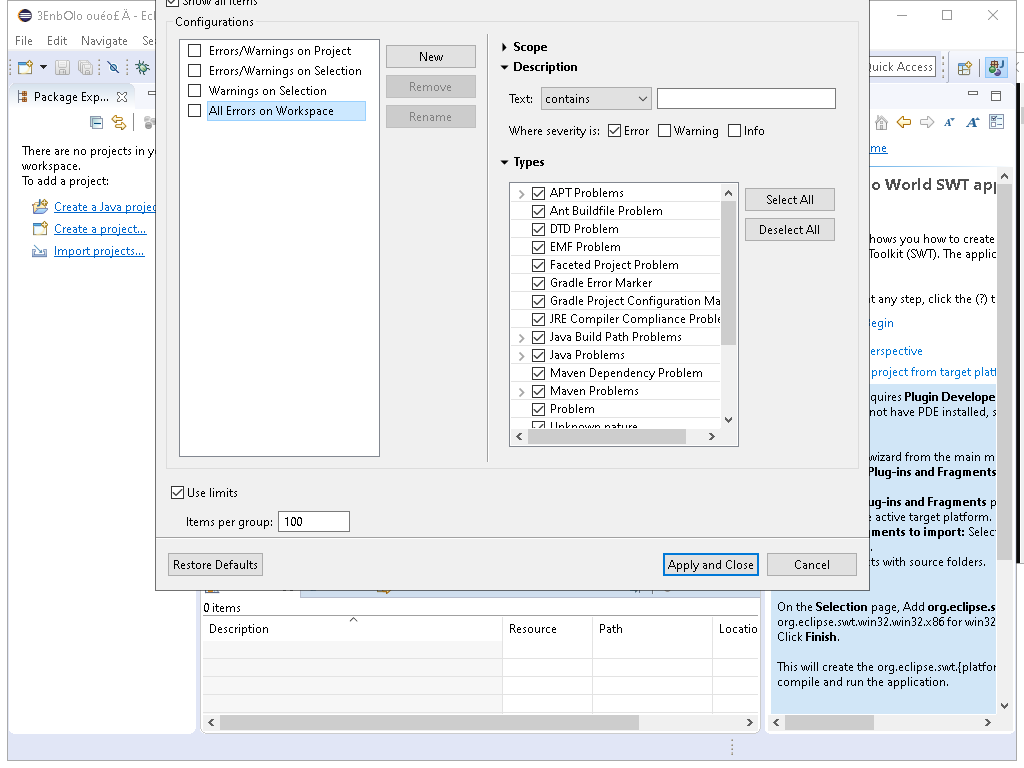 3EnbOlo ouéo£Ä - Ecl
Show all items
File Edit Navigate Se
Configurations
Quick Access
Errors/Warnings on Project
Errors/Warnings on Selection
Warnings on Selection
All Errors on Workspace
New
Remove
Rename
Scope
Description
Text: contains
Where severity is: Error Warning Info
Types
APT Problems
Ant Buildfile Problem
DTD Problem
EMF Problem
Faceted Project Problem
Gradle Error Marker
Gradle Project Configuration Ma
JRE Compiler Compliance Proble
Java Build Path Problems
Java Problems
Maven Dependency Problem
Maven Problems
Problem
Unknown nature
Select All
Deselect All
Use limits
Items per group: 100
Restore Defaults
Apply and Close
Cancel
Package Exp...
There are no projects in y
workspace.
To add a project:
Create a Java projec
Create a project...
Import projects...
0 items
Description Resource Path Locatio
me
o World SWT app
hows you how to create
Toolkit (SWT). The applic
t any step, click the (?) t
Begin
erspective
project from target platf
quires Plugin Develope
not have PDE installed, s
wizard from the main m
Plug-ins and Fragments
ug-ins and Fragments p
e active target platform.
ments to import: Selec
ts with source folders.
On the Selection page, Add org.eclipse.s
org.eclipse.swt.win32.win32.x86 for win32
Click Finish.
This will create the org.eclipse.swt.{platfor
compile and run the application.